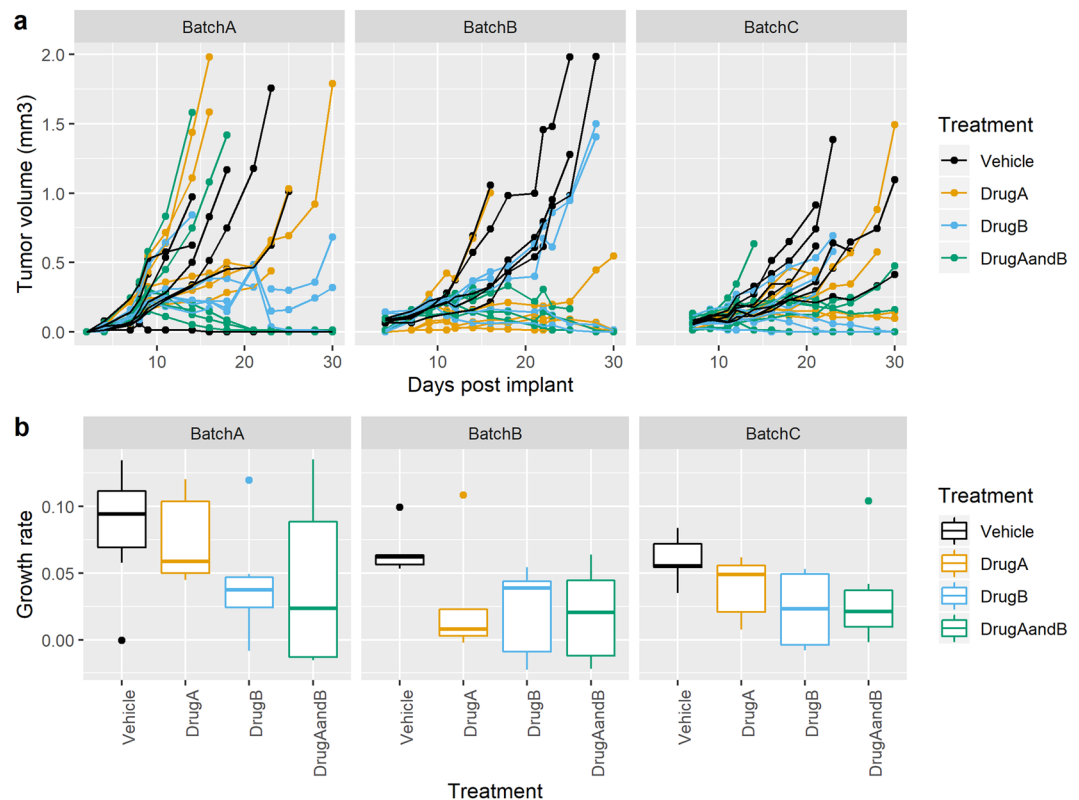 a
BatchA BatchB BatchC
2.0
1.5
1.0
0.5
0.0
Tumor volume (mm3)
10 20 30 10 20 30 10 20 30
Days post implant
Treatment
Vehicle
DrugA
DrugB
DrugAandB
b
BatchA BatchB BatchC
0.10
0.05
0.00
Growth rate
Vehicle DrugA DrugB DrugAandB Vehicle DrugA DrugB DrugAandB Vehicle DrugA DrugB DrugAandB
Treatment
Treatment
Vehicle
DrugA
DrugB
DrugAandB